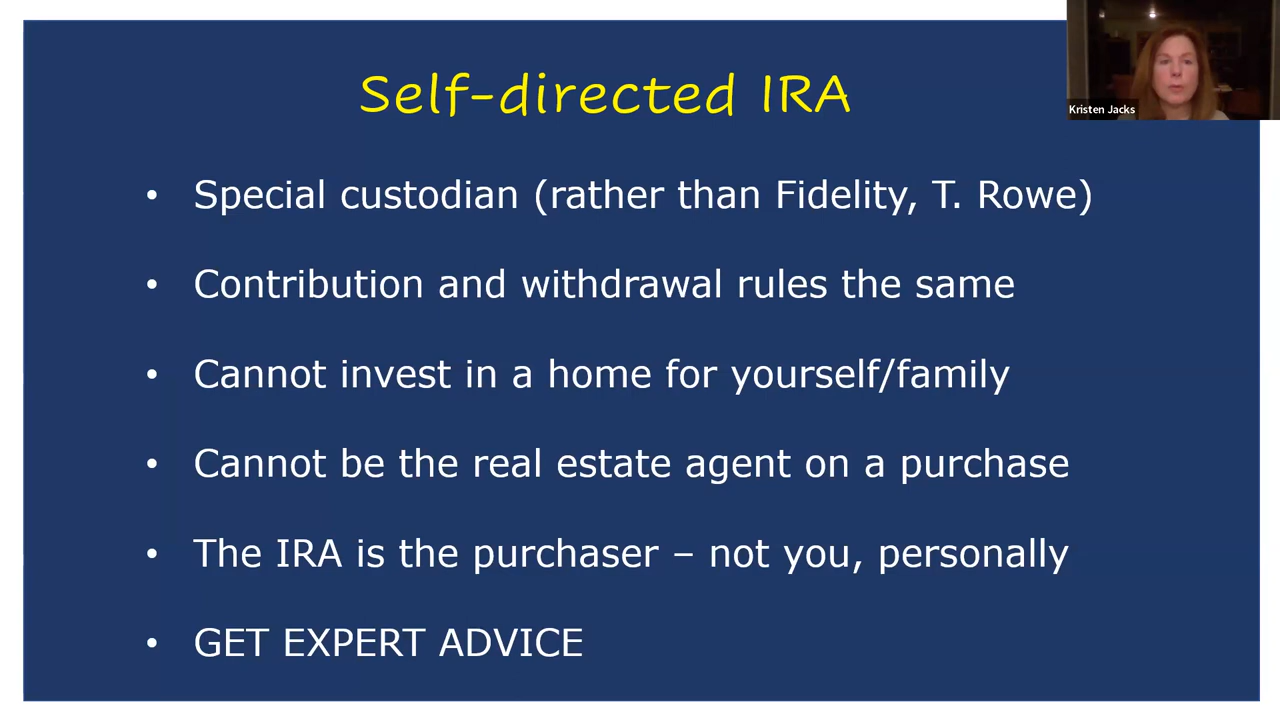 Self-directed IRA
Kristen Jacks
• Special custodian (rather than Fidelity, T. Rowe)
• Contribution and withdrawal rules the same
• Cannot invest in a home for yourself/family
• Cannot be the real estate agent on a purchase
• The IRA is the purchaser – not you, personally
• GET EXPERT ADVICE